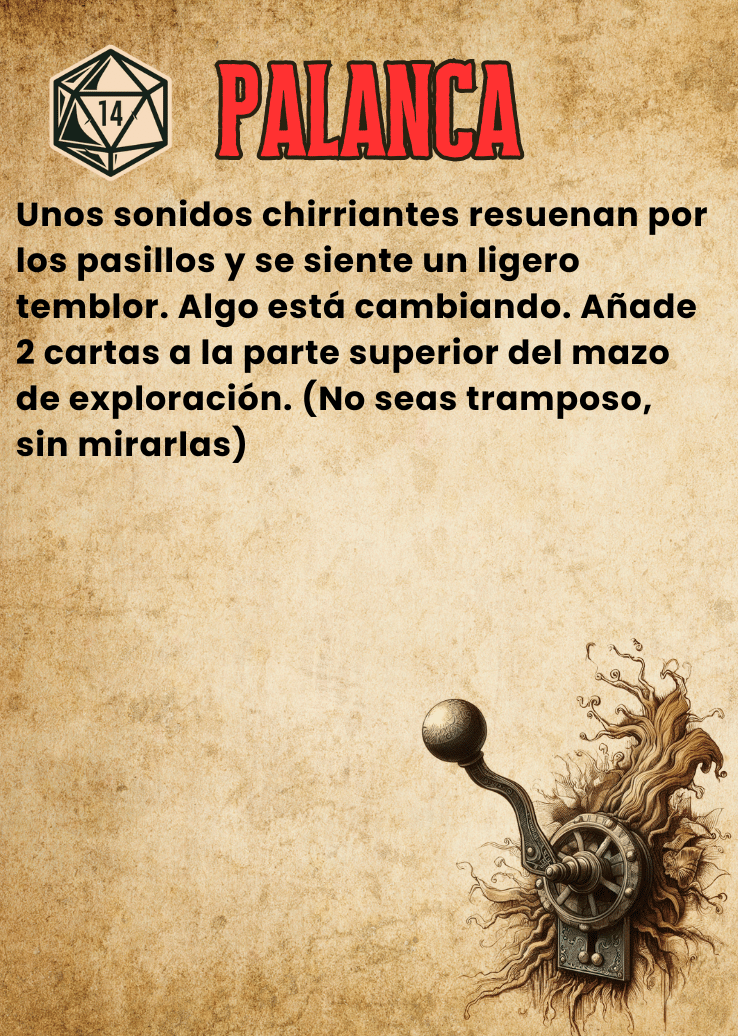 14
PALANCA
Unos sonidos chirriantes resuenan por
los pasillos y se siente un ligero
temblor. Algo está cambiando. Añade
2 cartas a la parte superior del mazo
de exploración. (No seas tramposo,
sin mirarlas)